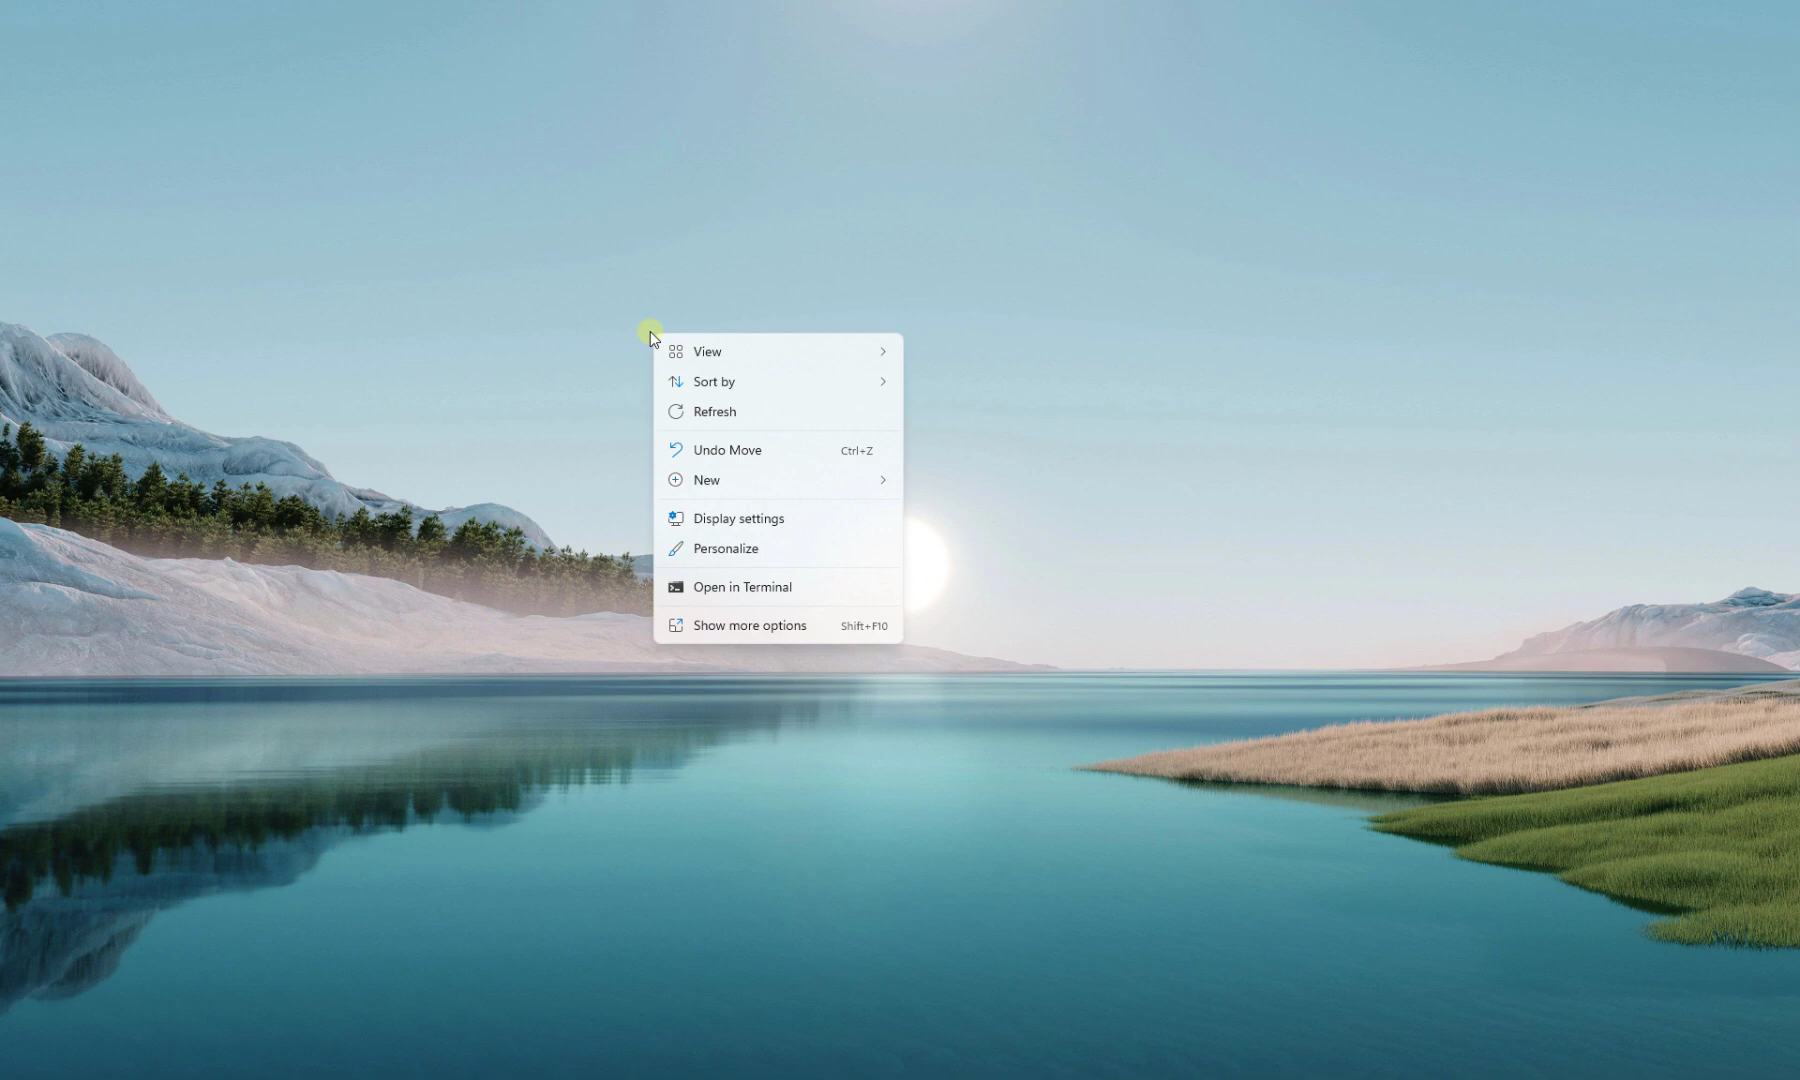 View
Sort by
Refresh
Undo Move Ctrl+Z
New
Display settings
Personalize
Open in Terminal
Show more options Shift+F10